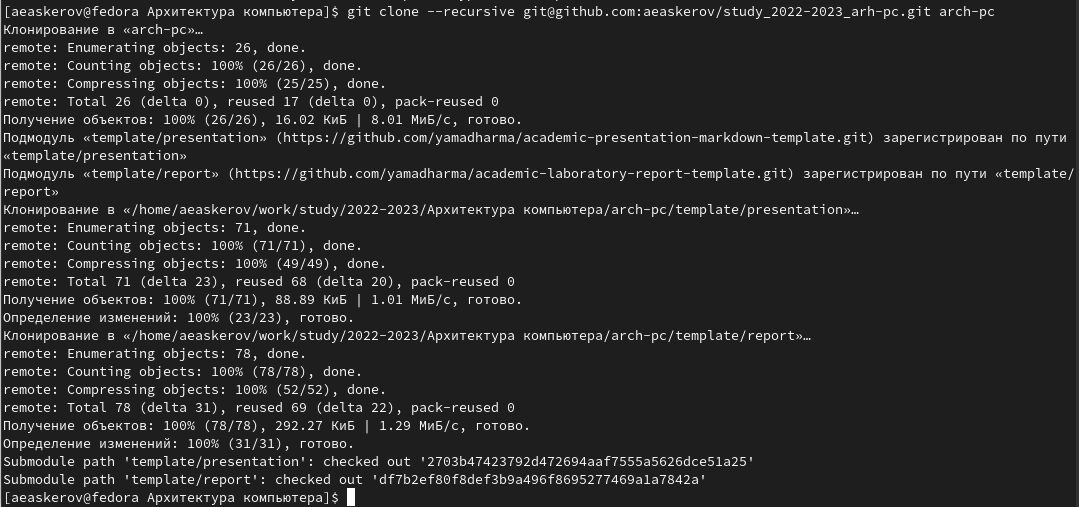 [aeaskerov@fedora Архитектура компьютера]$ git clone --recursive git@github.com:aeaskerov/study_2022-2023_arh-pc.git arch-pc
Клонирование в «arch-pc»…
remote: Enumerating objects: 26, done.
remote: Counting objects: 100% (26/26), done.
remote: Compressing objects: 100% (25/25), done.
remote: Total 26 (delta 0), reused 17 (delta 0), pack-reused 0
Получение объектов: 100% (26/26), 16.02 КиБ | 8.01 МиБ/с, готово.
Подмодуль «template/presentation» (https://github.com/yamadharma/academic-presentation-markdown-template.git) зарегистрирован по пути
«template/presentation»
Подмодуль «template/report» (https://github.com/yamadharma/academic-laboratory-report-template.git) зарегистрирован по пути «template/
report»
Клонирование в «/home/aeaskerov/work/study/2022-2023/Архитектура компьютера/arch-pc/template/presentation»…
remote: Enumerating objects: 71, done.
remote: Counting objects: 100% (71/71), done.
remote: Compressing objects: 100% (49/49), done.
remote: Total 71 (delta 23), reused 68 (delta 20), pack-reused 0
Получение объектов: 100% (71/71), 88.89 КиБ | 1.01 МиБ/с, готово.
Определение изменений: 100% (23/23), готово.
Клонирование в «/home/aeaskerov/work/study/2022-2023/Архитектура компьютера/arch-pc/template/report»…
remote: Enumerating objects: 78, done.
remote: Counting objects: 100% (78/78), done.
remote: Compressing objects: 100% (52/52), done.
remote: Total 78 (delta 31), reused 69 (delta 22), pack-reused 0
Получение объектов: 100% (78/78), 292.27 КиБ | 1.29 МиБ/с, готово.
Определение изменений: 100% (31/31), готово.
Submodule path 'template/presentation': checked out '2703b47423792d472694aaf7555a5626dce51a25'
Submodule path 'template/report': checked out 'df7b2ef80f8def3b9a496f8695277469a1a7842a'
[aeaskerov@fedora Архитектура компьютера]$